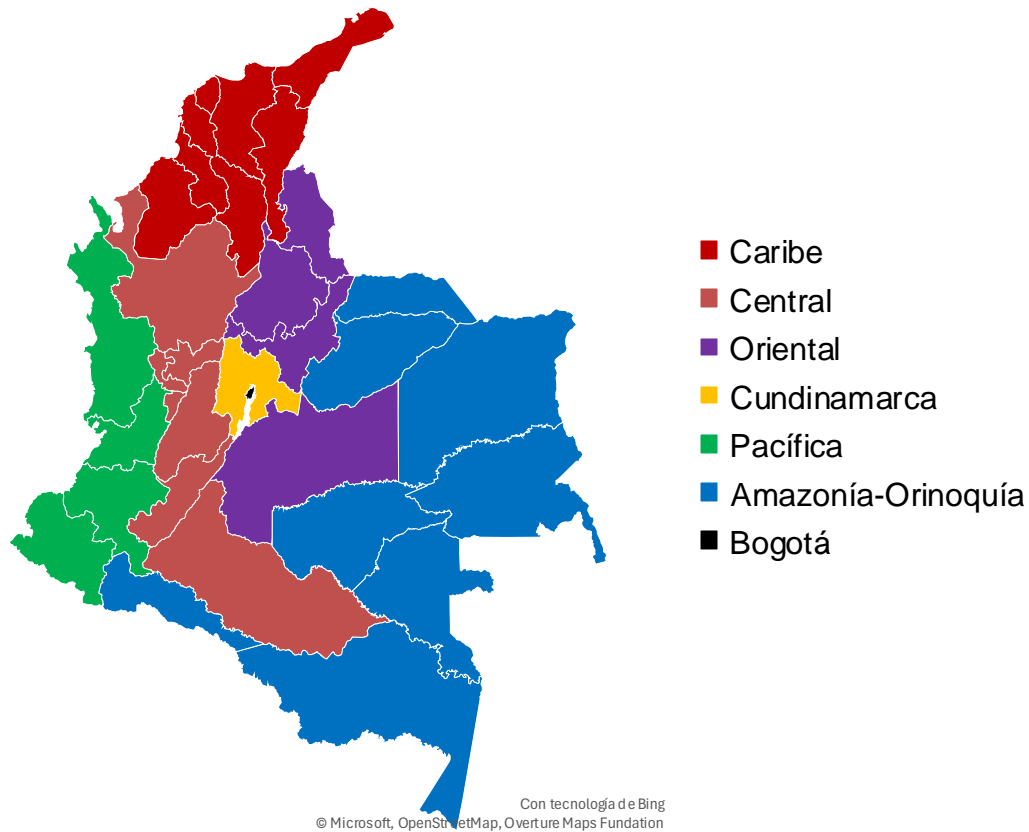 Caribe
Central
Oriental
Cundinamarca
Pacífica
Amazonía-Orinoquía
Bogotá
Con tecnología de Bing
© Microsoft, OpenStreetMap, Overture Maps Fundation